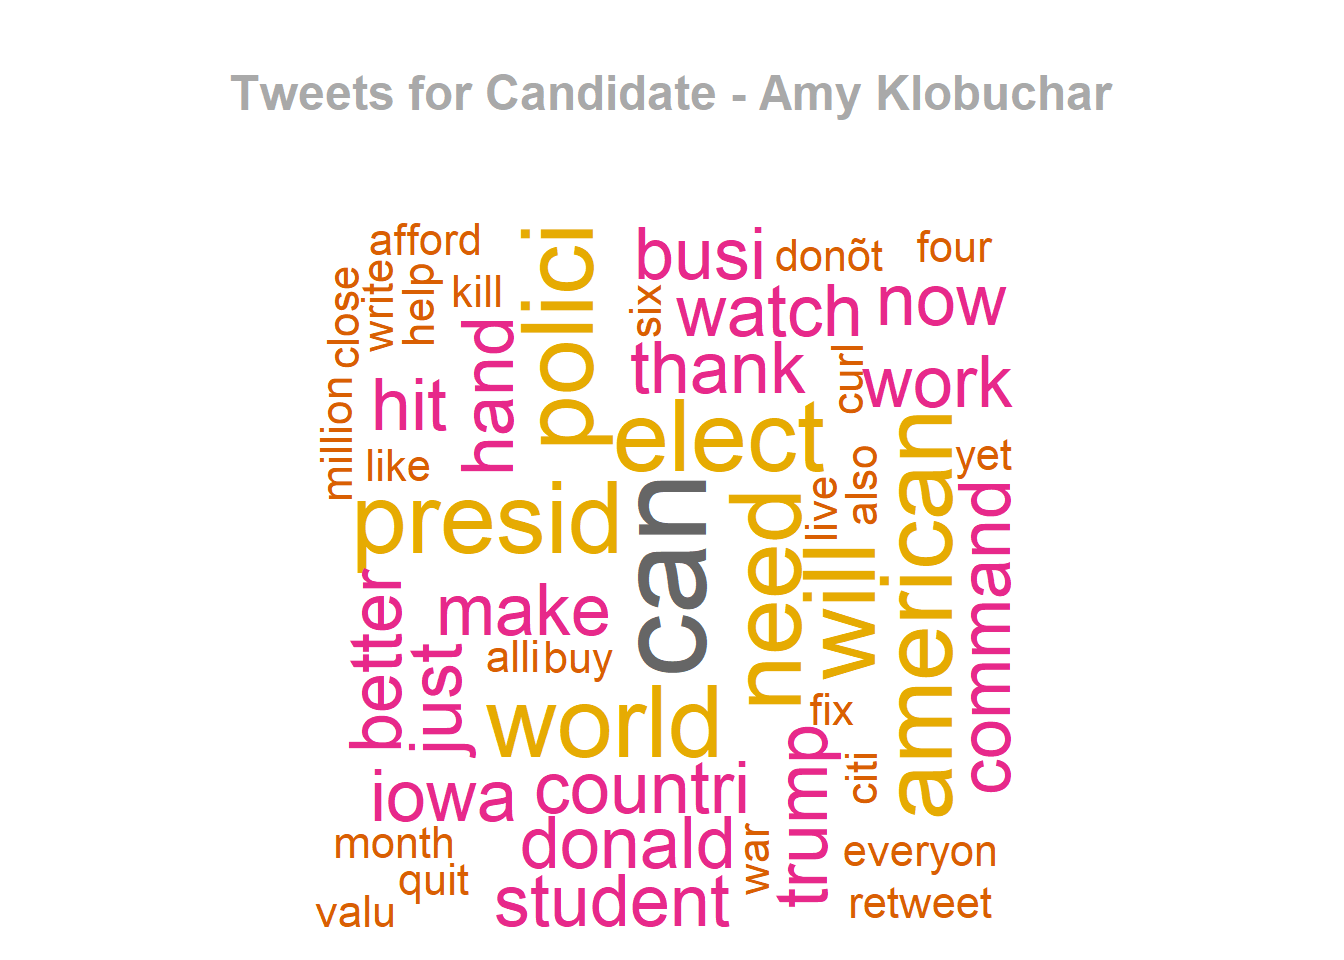 Tweets for Candidate - Amy Klobuchar
afford
polici
busi
donõt
four
close
write
help
kill
six
watch
now
hand
thank
curl
work
million
hit
like
elect
also
american
yet
presid
can
need
live
will
command
better
just
make
alli
buy
world
fix
iowa
countri
trump
citi
month
donald
war
everyon
quit
valu
student
retweet